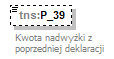 tns:P_39
Kwota nadwyżki z
poprzedniej deklaracji